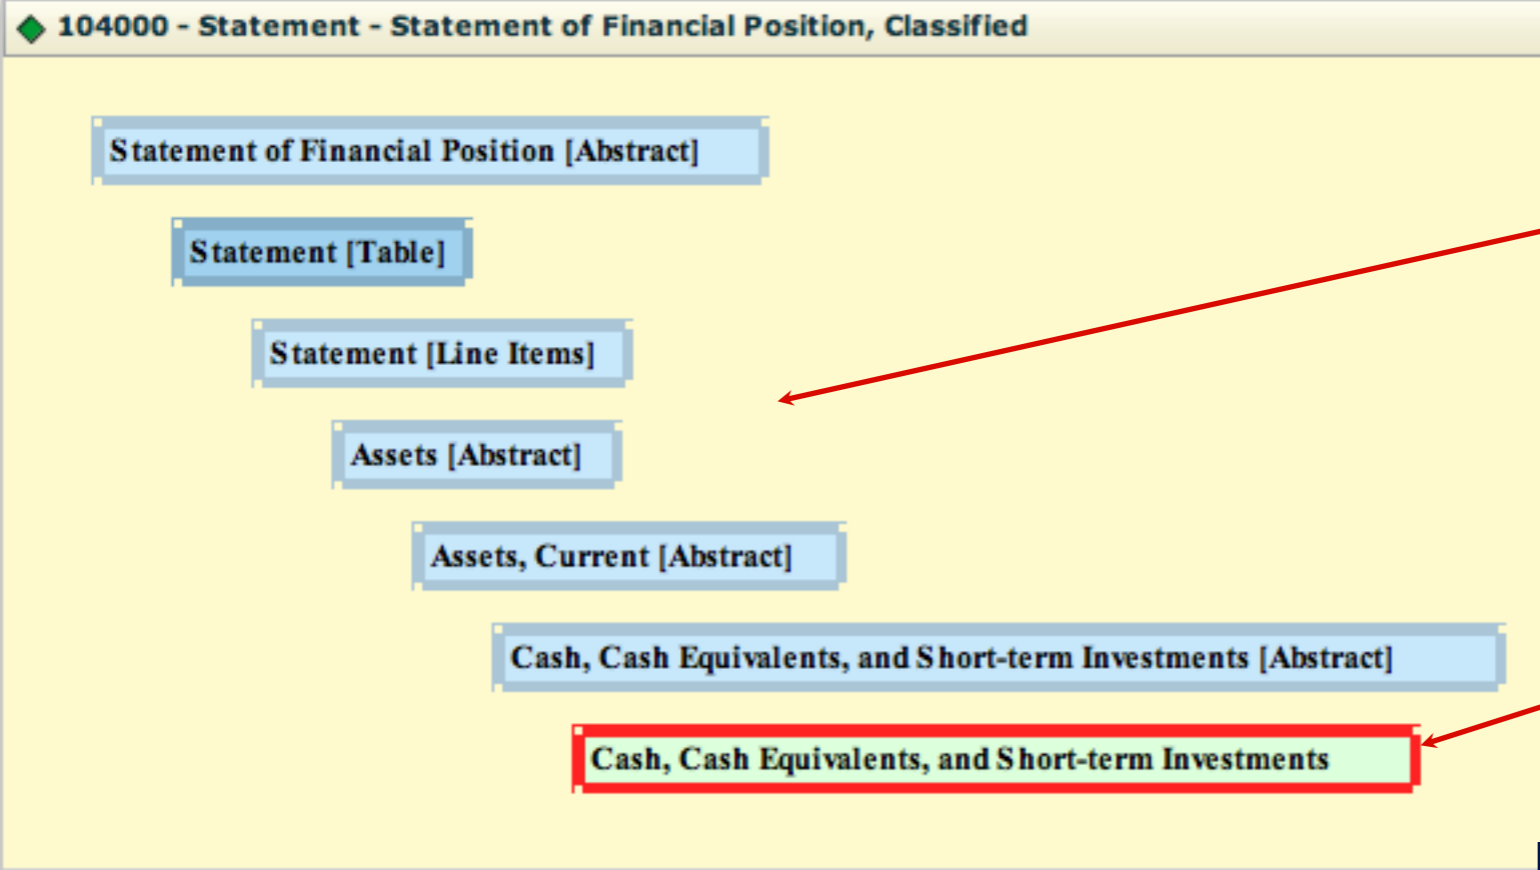 104000 - Statement - Statement of Financial Position, Classified
Statement of Financial Position [Abstract]
Statement [Table]
Statement [Line Items]
Assets [Abstract]
Assets, Current [Abstract]
Cash, Cash Equivalents, and Short-term Investments [Abstract]
Cash, Cash Equivalents, and Short-term Investments